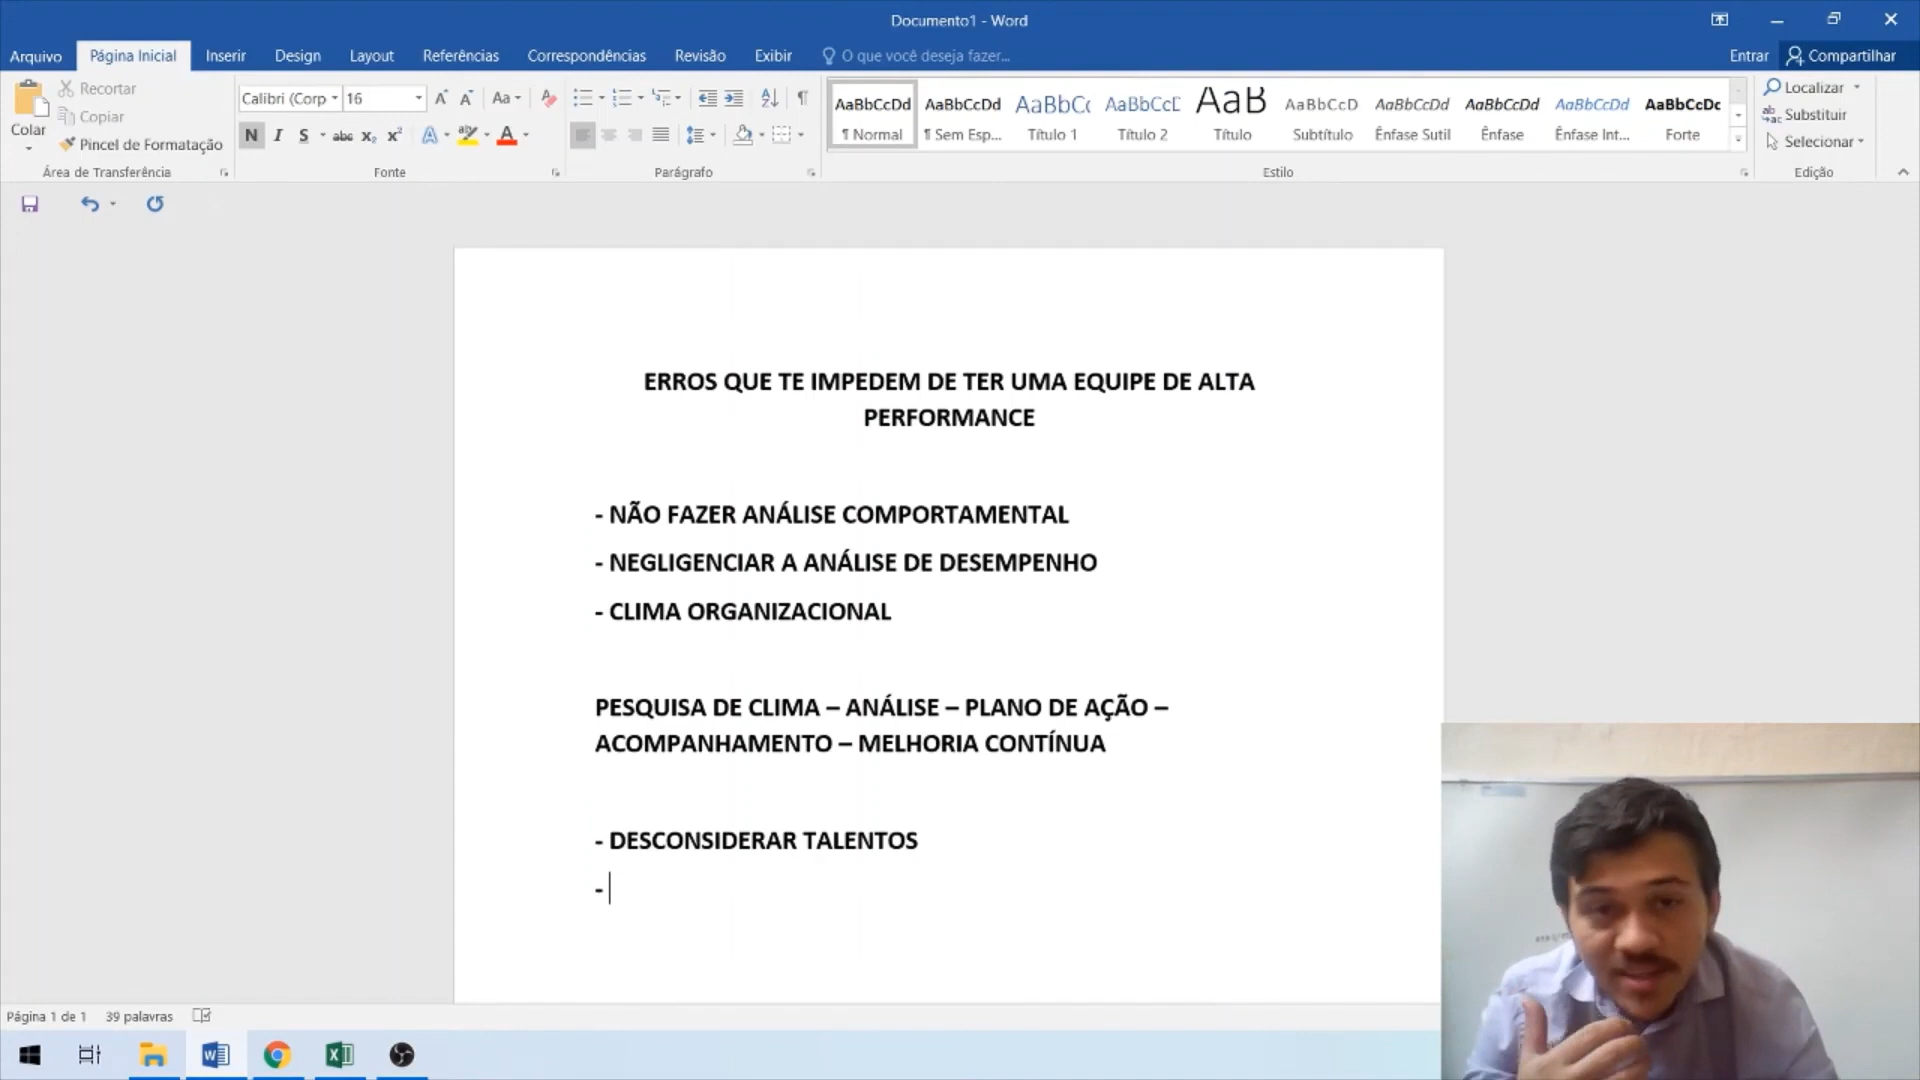 Documento1 - Word
Arquivo Página Inicial Inserir Design Layout Referências Correspondências Revisão Exibir O que você deseja fazer... Entrar Compartilhar
Colar
Recortar
Copiar
Pincel de Formatação
Área de Transferência
Calibri (Corp 16 Aa
N I S abc x₂ x² A A
Fonte
Parágrafo
AaBbCcDd AaBbCcDd AaBbCc AaBbCcC AaB AaBbCcD AaBbCcDd AaBbCcDd AaBbCcDd AaBbCcDc
¶ Normal ¶ Sem Esp... Título 1 Título 2 Título Subtítulo Ênfase Sutil Ênfase Ênfase Int... Forte
Estilo
Localizar
Substituir
Selecionar
Edição
ERROS QUE TE IMPEDEM DE TER UMA EQUIPE DE ALTA
PERFORMANCE
- NÃO FAZER ANÁLISE COMPORTAMENTAL
- NEGLIGENCIAR A ANÁLISE DE DESEMPENHO
- CLIMA ORGANIZACIONAL
PESQUISA DE CLIMA – ANÁLISE – PLANO DE AÇÃO –
ACOMPANHAMENTO – MELHORIA CONTÍNUA
- DESCONSIDERAR TALENTOS
-
Página 1 de 1 39 palavras